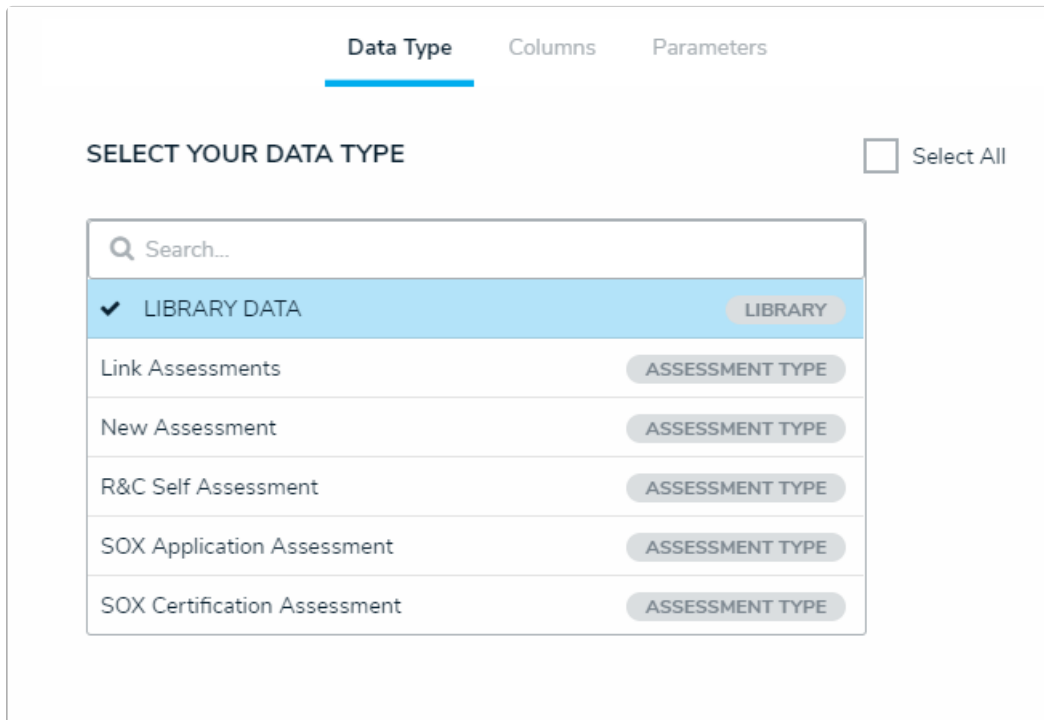 Data Type Columns Parameters
SELECT YOUR DATA TYPE Select All
Search...
LIBRARY DATA LIBRARY
Link Assessments ASSESSMENT TYPE
New Assessment ASSESSMENT TYPE
R&C Self Assessment ASSESSMENT TYPE
SOX Application Assessment ASSESSMENT TYPE
SOX Certification Assessment ASSESSMENT TYPE